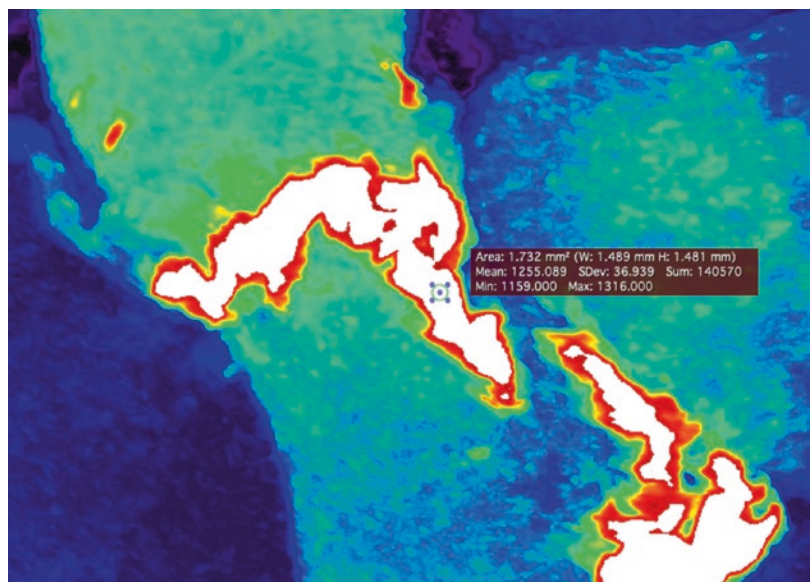 Area: 1.732 mm² (W: 1.489 mm H: 1.481 mm)
Mean: 1255.089 SDev: 36.939 Sum: 140570
Min: 1159.000 Max: 1316.000